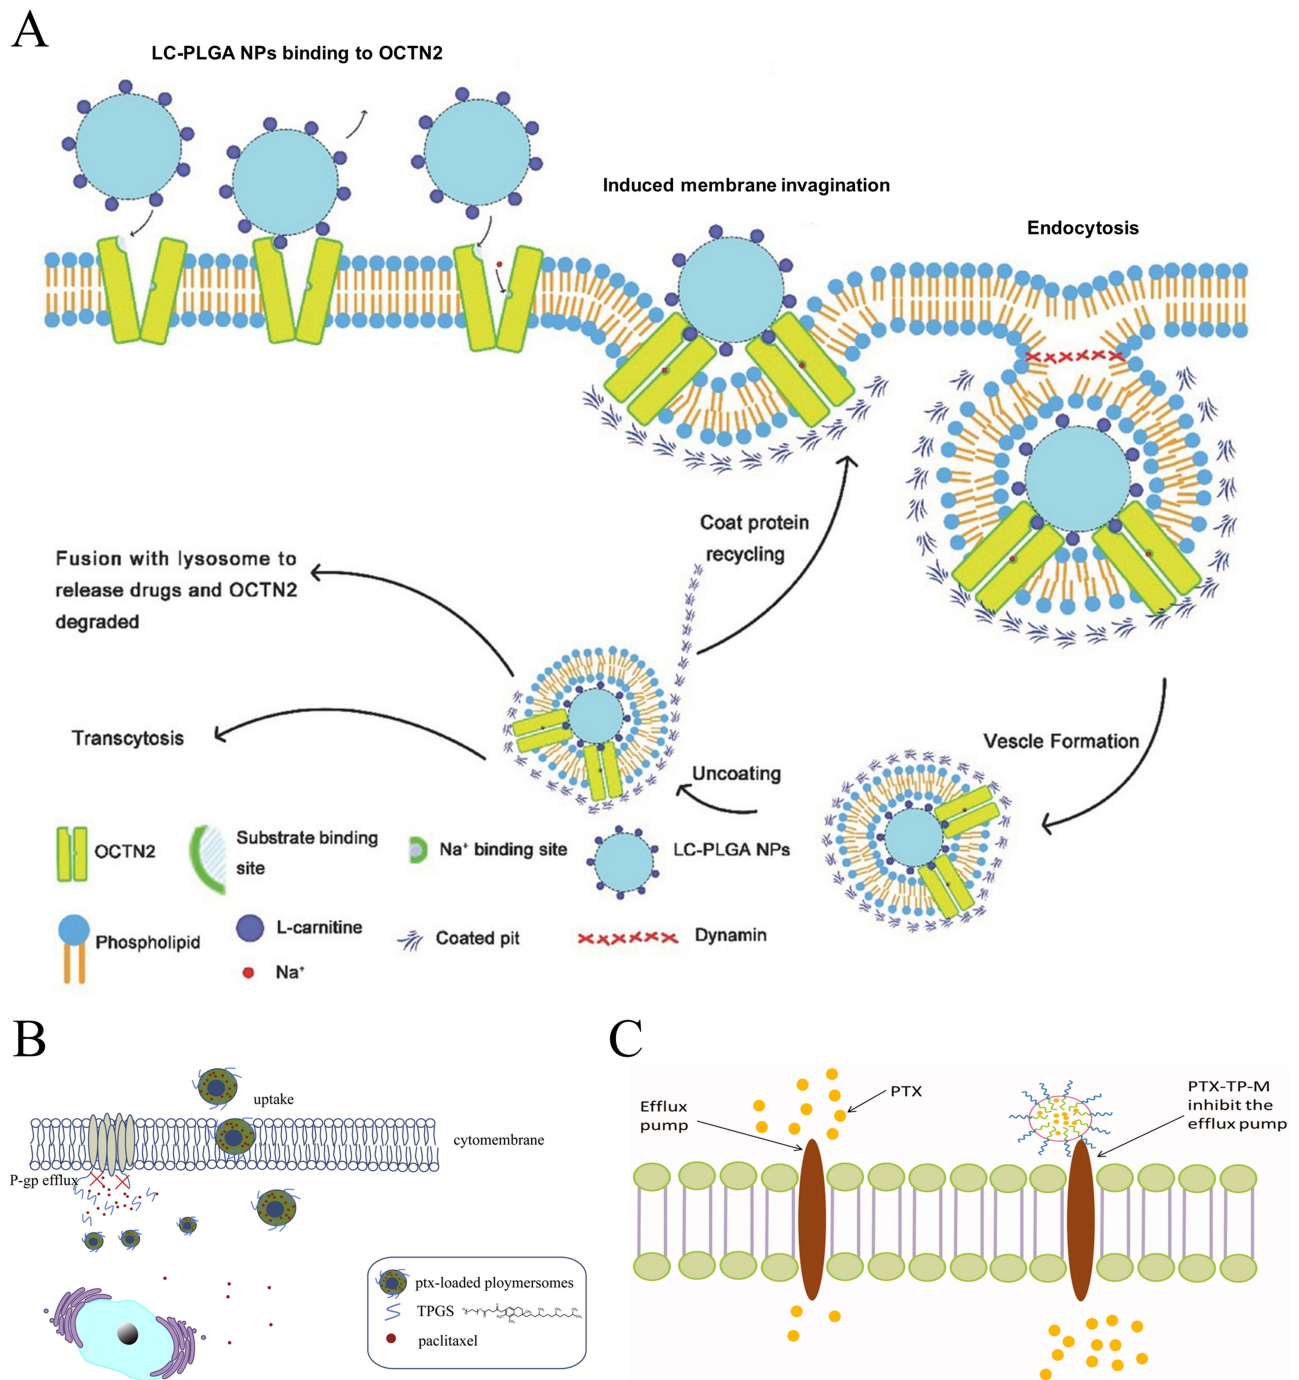 A
LC-PLGA NPs binding to OCTN2
Induced membrane invagination
Endocytosis
Coat protein
recycling
Fusion with lysosome to
release drugs and OCTN2
degraded
Transcytosis
Vescle Formation
Uncoating
OCTN2
Substrate binding
site
Na⁺ binding site
LC-PLGA NPs
Phospholipid
L-carnitine
Na⁺
Coated pit
Dynamin
B
uptake
cytomembrane
P-gp efflux
ptx-loaded ploymersomes
TPGS
paclitaxel
C
Efflux
pump
PTX
PTX-TP-M
inhibit the
efflux pump